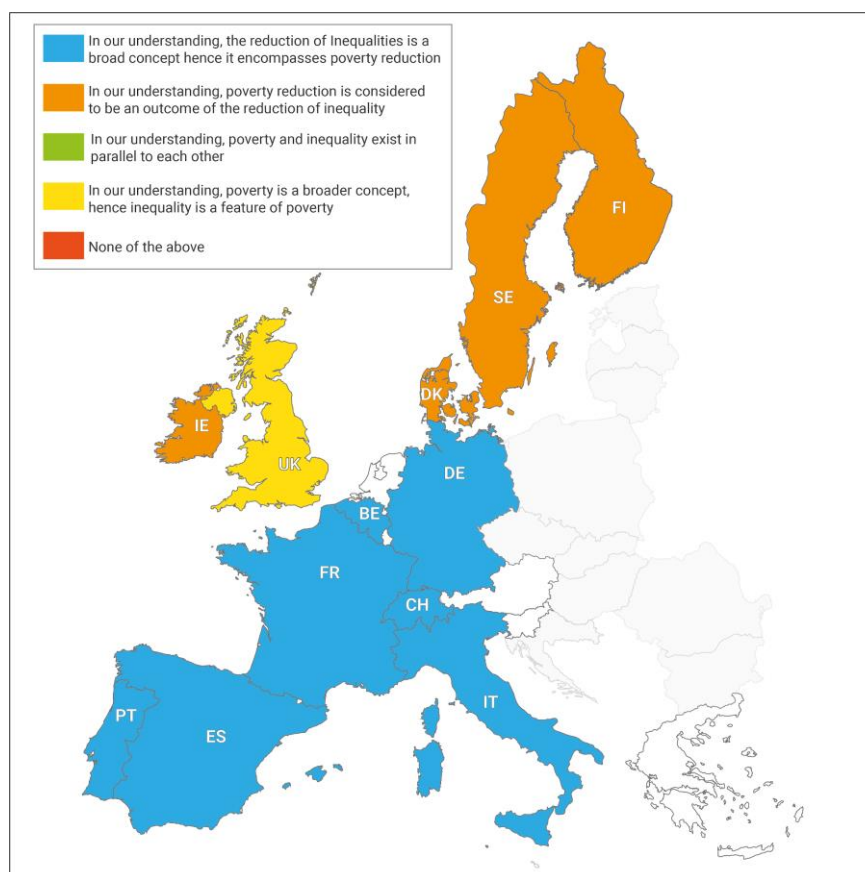 In our understanding, the reduction of Inequalities is a
broad concept hence it encompasses poverty reduction
In our understanding, poverty reduction is considered
to be an outcome of the reduction of inequality
In our understanding, poverty and inequality exist in
parallel to each other
In our understanding, poverty is a broader concept,
hence inequality is a feature of poverty
None of the above
FI
SE
DK
IE
UK
DE
BE
FR
CH
IT
PT
ES